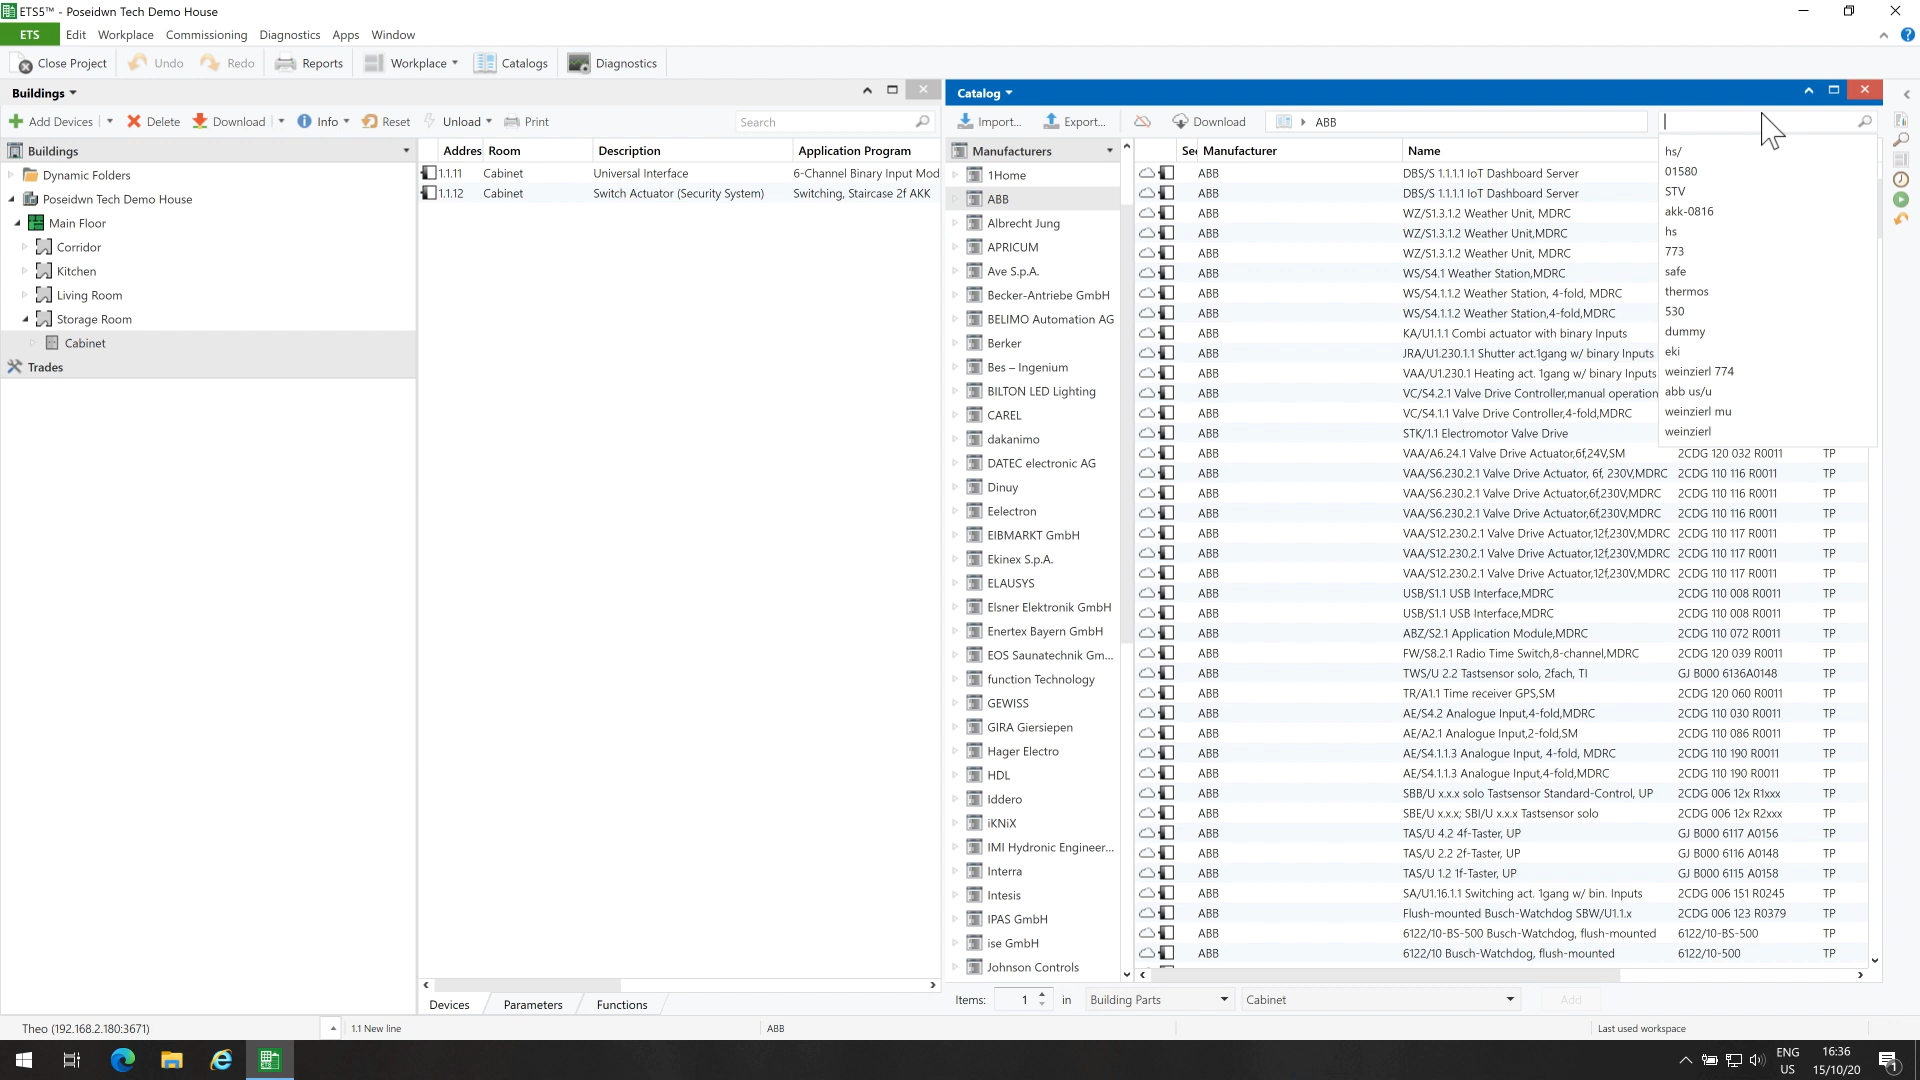 ETS5™ - Poseidwn Tech Demo House
ETS Edit Workplace Commissioning Diagnostics Apps Window
Close Project Undo Redo Reports Workplace Catalogs Diagnostics
Buildings
Add Devices Delete Download Info Reset Unload Print Search
Buildings
Dynamic Folders
Poseidwn Tech Demo House
Main Floor
Corridor
Kitchen
Living Room
Storage Room
Cabinet
Trades
Addres Room Description Application Program
1.1.11 Cabinet Universal Interface 6-Channel Binary Input Mod
1.1.12 Cabinet Switch Actuator (Security System) Switching, Staircase 2f AKK
Devices Parameters Functions
Catalog
Import... Export... Download ABB
Manufacturers
1Home
ABB
Albrecht Jung
APRICUM
Ave S.p.A.
Becker-Antriebe GmbH
BELIMO Automation AG
Berker
Bes – Ingenium
BILTON LED Lighting
CAREL
dakanimo
DATEC electronic AG
Dinuy
Eelectron
EIBMARKT GmbH
Ekinex S.p.A.
ELAUSYS
Elsner Elektronik GmbH
Enertex Bayern GmbH
EOS Saunatechnik Gm...
function Technology
GEWISS
GIRA Giersiepen
Hager Electro
HDL
Iddero
iKNiX
IMI Hydronic Engineer...
Interra
Intesis
IPAS GmbH
ise GmbH
Johnson Controls
Sec Manufacturer Name
ABB DBS/S 1.1.1.1 IoT Dashboard Server
ABB DBS/S 1.1.1.1 IoT Dashboard Server
ABB WZ/S1.3.1.2 Weather Unit, MDRC
ABB WZ/S1.3.1.2 Weather Unit,MDRC
ABB WZ/S1.3.1.2 Weather Unit, MDRC
ABB WS/S4.1 Weather Station,MDRC
ABB WS/S4.1.1.2 Weather Station, 4-fold, MDRC
ABB WS/S4.1.1.2 Weather Station,4-fold,MDRC
ABB KA/U1.1.1 Combi actuator with binary Inputs
ABB JRA/U1.230.1.1 Shutter act.1gang w/ binary Inputs
ABB VAA/U1.230.1 Heating act. 1gang w/ binary Inputs
ABB VC/S4.2.1 Valve Drive Controller,manual operation
ABB VC/S4.1.1 Valve Drive Controller,4-fold,MDRC
ABB STK/1.1 Electromotor Valve Drive
ABB VAA/A6.24.1 Valve Drive Actuator,6f,24V,SM 2CDG 120 032 R0011 TP
ABB VAA/S6.230.2.1 Valve Drive Actuator, 6f, 230V,MDRC 2CDG 110 116 R0011 TP
ABB VAA/S6.230.2.1 Valve Drive Actuator,6f,230V,MDRC 2CDG 110 116 R0011 TP
ABB VAA/S6.230.2.1 Valve Drive Actuator,6f,230V,MDRC 2CDG 110 116 R0011 TP
ABB VAA/S12.230.2.1 Valve Drive Actuator,12f,230V,MDRC 2CDG 110 117 R0011 TP
ABB VAA/S12.230.2.1 Valve Drive Actuator,12f,230V,MDRC 2CDG 110 117 R0011 TP
ABB VAA/S12.230.2.1 Valve Drive Actuator,12f,230V,MDRC 2CDG 110 117 R0011 TP
ABB USB/S1.1 USB Interface,MDRC 2CDG 110 008 R0011 TP
ABB USB/S1.1 USB Interface,MDRC 2CDG 110 008 R0011 TP
ABB ABZ/S2.1 Application Module,MDRC 2CDG 110 072 R0011 TP
ABB FW/S8.2.1 Radio Time Switch,8-channel,MDRC 2CDG 120 039 R0011 TP
ABB TWS/U 2.2 Tastsensor solo, 2fach, TI GJ B000 6136A0148 TP
ABB TR/A1.1 Time receiver GPS,SM 2CDG 120 060 R0011 TP
ABB AE/S4.2 Analogue Input,4-fold,MDRC 2CDG 110 030 R0011 TP
ABB AE/A2.1 Analogue Input,2-fold,SM 2CDG 110 086 R0011 TP
ABB AE/S4.1.1.3 Analogue Input, 4-fold, MDRC 2CDG 110 190 R0011 TP
ABB AE/S4.1.1.3 Analogue Input,4-fold,MDRC 2CDG 110 190 R0011 TP
ABB SBB/U x.x.x solo Tastsensor Standard-Control, UP 2CDG 006 12x R1xxx TP
ABB SBE/U x.x.x; SBI/U x.x.x Tastsensor solo 2CDG 006 12x R2xxx TP
ABB TAS/U 4.2 4f-Taster, UP GJ B000 6117 A0156 TP
ABB TAS/U 2.2 2f-Taster, UP GJ B000 6116 A0148 TP
ABB TAS/U 1.2 1f-Taster, UP GJ B000 6115 A0158 TP
ABB SA/U1.16.1.1 Switching act. 1gang w/ bin. Inputs 2CDG 006 151 R0245 TP
ABB Flush-mounted Busch-Watchdog SBW/U1.1.x 2CDG 006 123 R0379 TP
ABB 6122/10-BS-500 Busch-Watchdog, flush-mounted 6122/10-BS-500 TP
ABB 6122/10 Busch-Watchdog, flush-mounted 6122/10-500 TP
hs/
01580
STV
akk-0816
hs
773
safe
thermos
530
dummy
eki
weinzierl 774
abb us/u
weinzierl mu
weinzierl
Items: 1 in Building Parts Cabinet Add
Theo (192.168.2.180:3671) 1.1 New line ABB Last used workspace
ENG
US
16:36
15/10/20
1